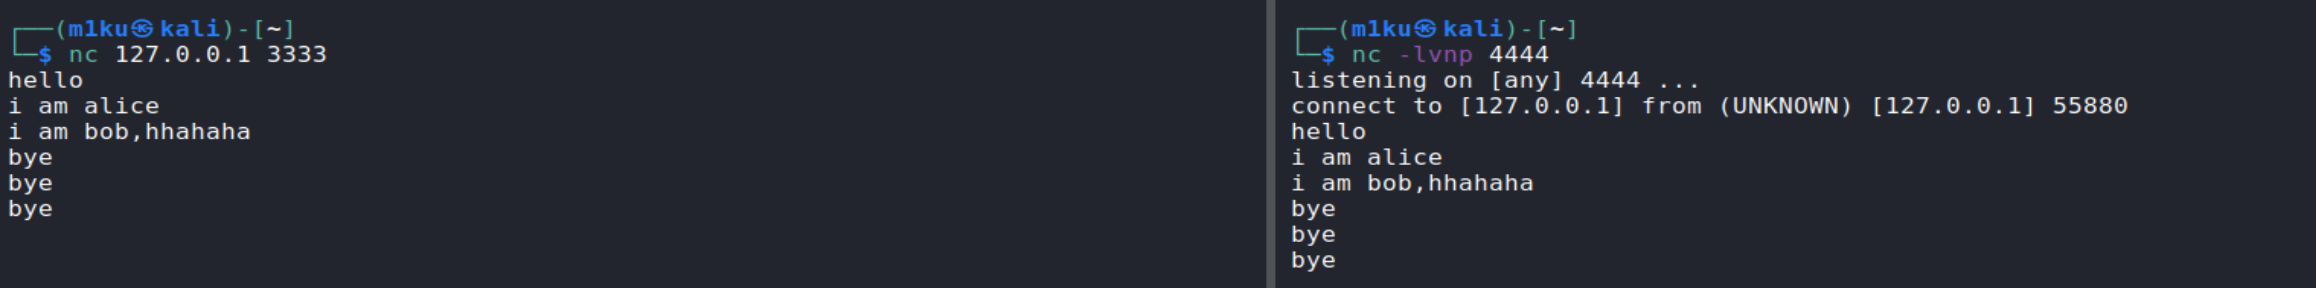 ┌──(m1ku㉿kali)-[~]
└─$ nc 127.0.0.1 3333
hello
i am alice
i am bob,hhahaha
bye
bye
bye
┌──(m1ku㉿kali)-[~]
└─$ nc -lvnp 4444
listening on [any] 4444 ...
connect to [127.0.0.1] from (UNKNOWN) [127.0.0.1] 55880
hello
i am alice
i am bob,hhahaha
bye
bye
bye